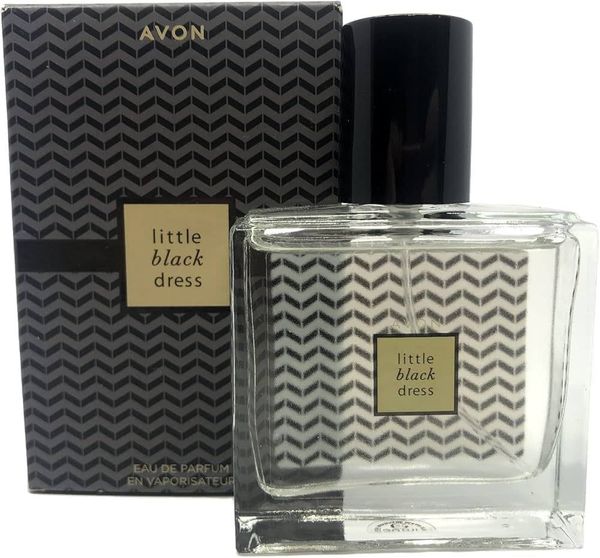 AVON
little
black
dress
EAU DE PARFUM
EN VAPORISATEUR
little
black
dress